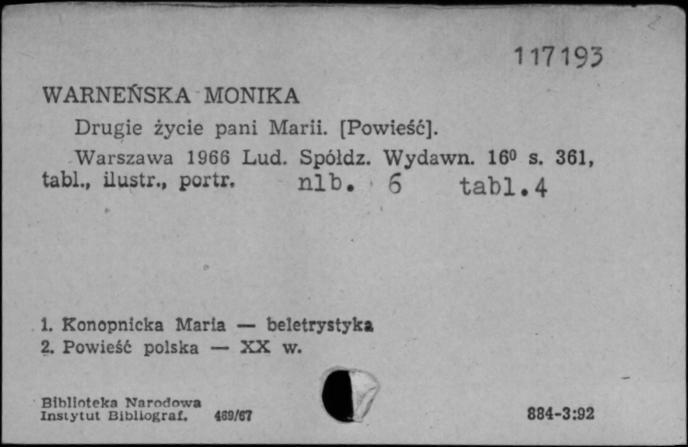 117193
WARNEŃSKA MONIKA
Drugie życie pani Marii. [Powieść].
Warszawa 1966 Lud. Spółdz. Wydawn. 16⁰ s. 361,
tabl., ilustr., portr. nlb. 6 tabl.4
1. Konopnicka Maria — beletrystyka
2. Powieść polska — XX w.
Biblioteka Narodowa
Instytut Bibliograf. 469/67
884-3:92